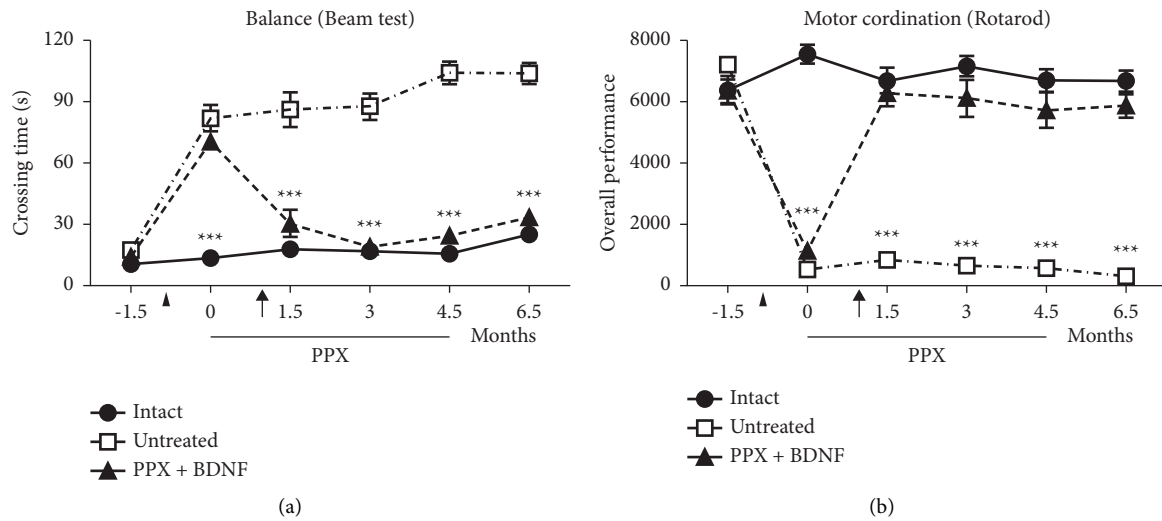 Balance (Beam test)
120
90
60
30
0
Crossing time (s)
***
***
***
***
***
-1.5 0 1.5 3 4.5 6.5
Months
PPX
Intact
Untreated
PPX + BDNF
(a)
Motor cordination (Rotarod)
8000
6000
4000
2000
0
Overall performance
***
***
***
***
***
-1.5 0 1.5 3 4.5 6.5
Months
PPX
Intact
Untreated
PPX + BDNF
(b)